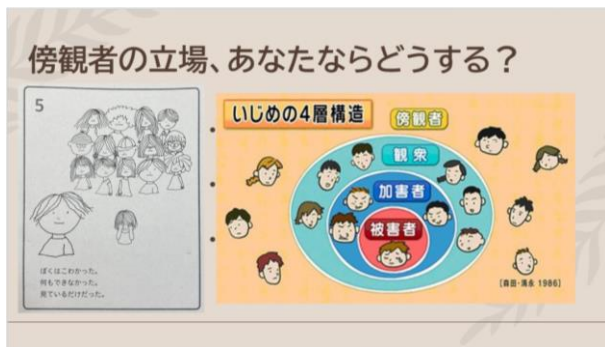 傍観者の立場、あなたならどうする？
5
ぼくはこわかった。
何もできなかった。
見ているだけだった。
いじめの4層構造
傍観者
観衆
加害者
被害者
[森田・清永 1986]